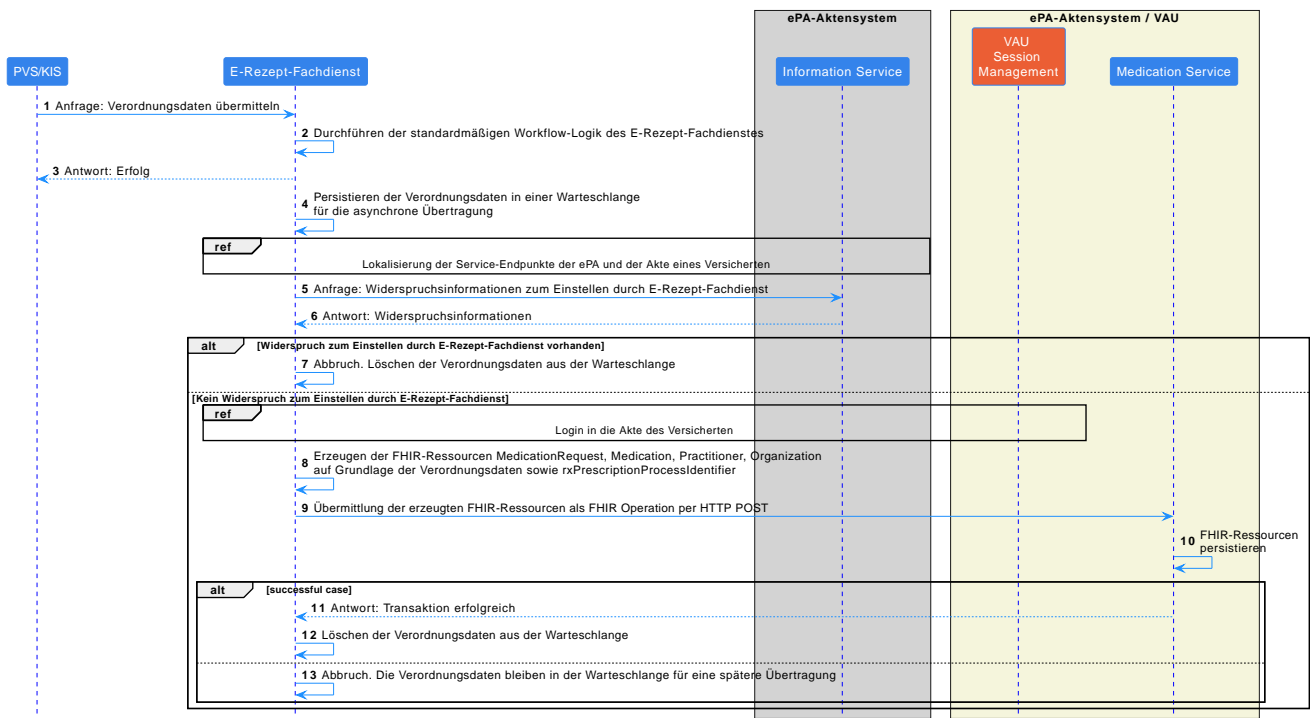 ePA-Aktensystem
ePA-Aktensystem / VAU
PVS/KIS
E-Rezept-Fachdienst
Information Service
VAU
Session
Management
Medication Service
1 Anfrage: Verordnungsdaten übermitteln
2 Durchführen der standardmäßigen Workflow-Logik des E-Rezept-Fachdienstes
3 Antwort: Erfolg
4 Persistieren der Verordnungsdaten in einer Warteschlange
für die asynchrone Übertragung
ref
Lokalisierung der Service-Endpunkte der ePA und der Akte eines Versicherten
5 Anfrage: Widerspruchsinformationen zum Einstellen durch E-Rezept-Fachdienst
6 Antwort: Widerspruchsinformationen
alt [Widerspruch zum Einstellen durch E-Rezept-Fachdienst vorhanden]
7 Abbruch. Löschen der Verordnungsdaten aus der Warteschlange
[Kein Widerspruch zum Einstellen durch E-Rezept-Fachdienst]
ref
Login in die Akte des Versicherten
8 Erzeugen der FHIR-Ressourcen MedicationRequest, Medication, Practitioner, Organization
auf Grundlage der Verordnungsdaten sowie rxPrescriptionProcessIdentifier
9 Übermittlung der erzeugten FHIR-Ressourcen als FHIR Operation per HTTP POST
10 FHIR-Ressourcen
persistieren
alt [successful case]
11 Antwort: Transaktion erfolgreich
12 Löschen der Verordnungsdaten aus der Warteschlange
13 Abbruch. Die Verordnungsdaten bleiben in der Warteschlange für eine spätere Übertragung